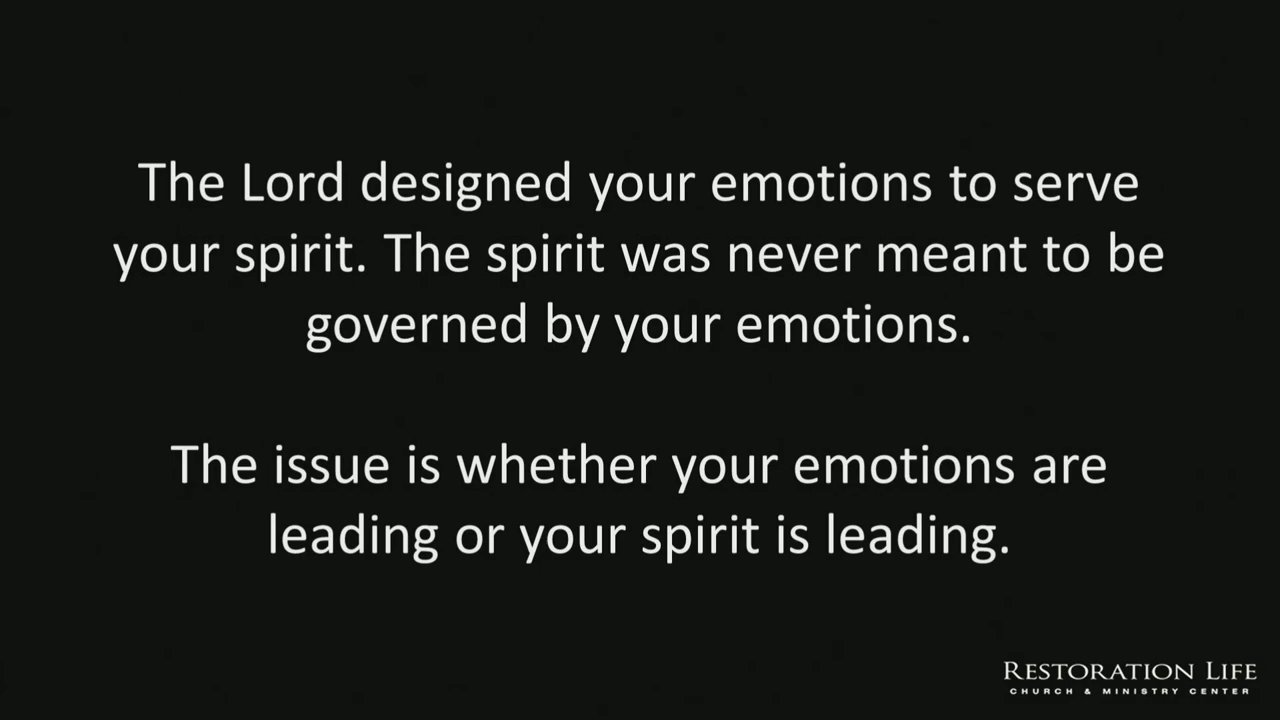 The Lord designed your emotions to serve
your spirit. The spirit was never meant to be
governed by your emotions.
The issue is whether your emotions are
leading or your spirit is leading.
RESTORATION LIFE
CHURCH & MINISTRY CENTER